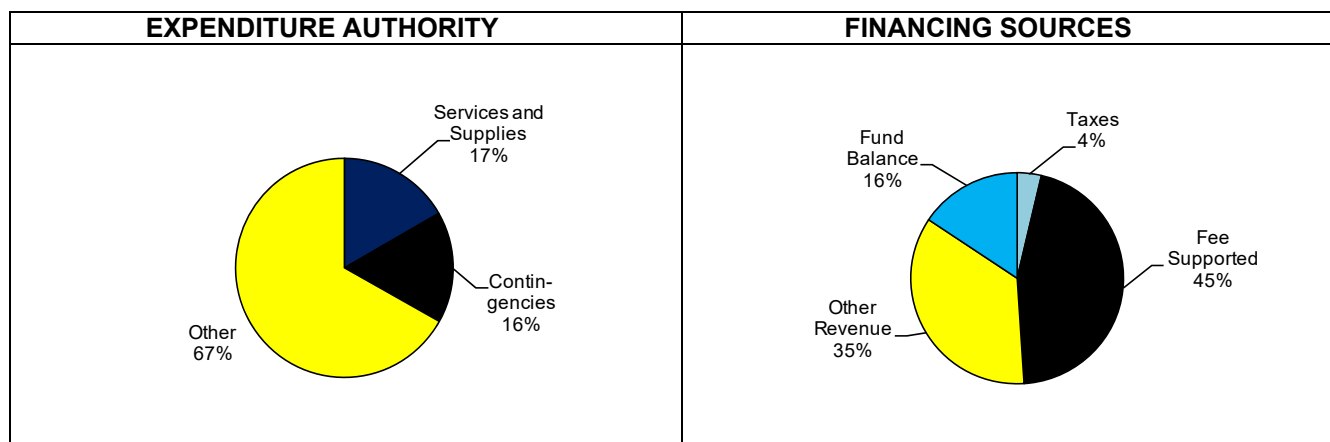 EXPENDITURE AUTHORITY
Services and
Supplies
17%
Contin-
gencies
16%
Other
67%
FINANCING SOURCES
Taxes
4%
Fund
Balance
16%
Fee
Supported
45%
Other
Revenue
35%